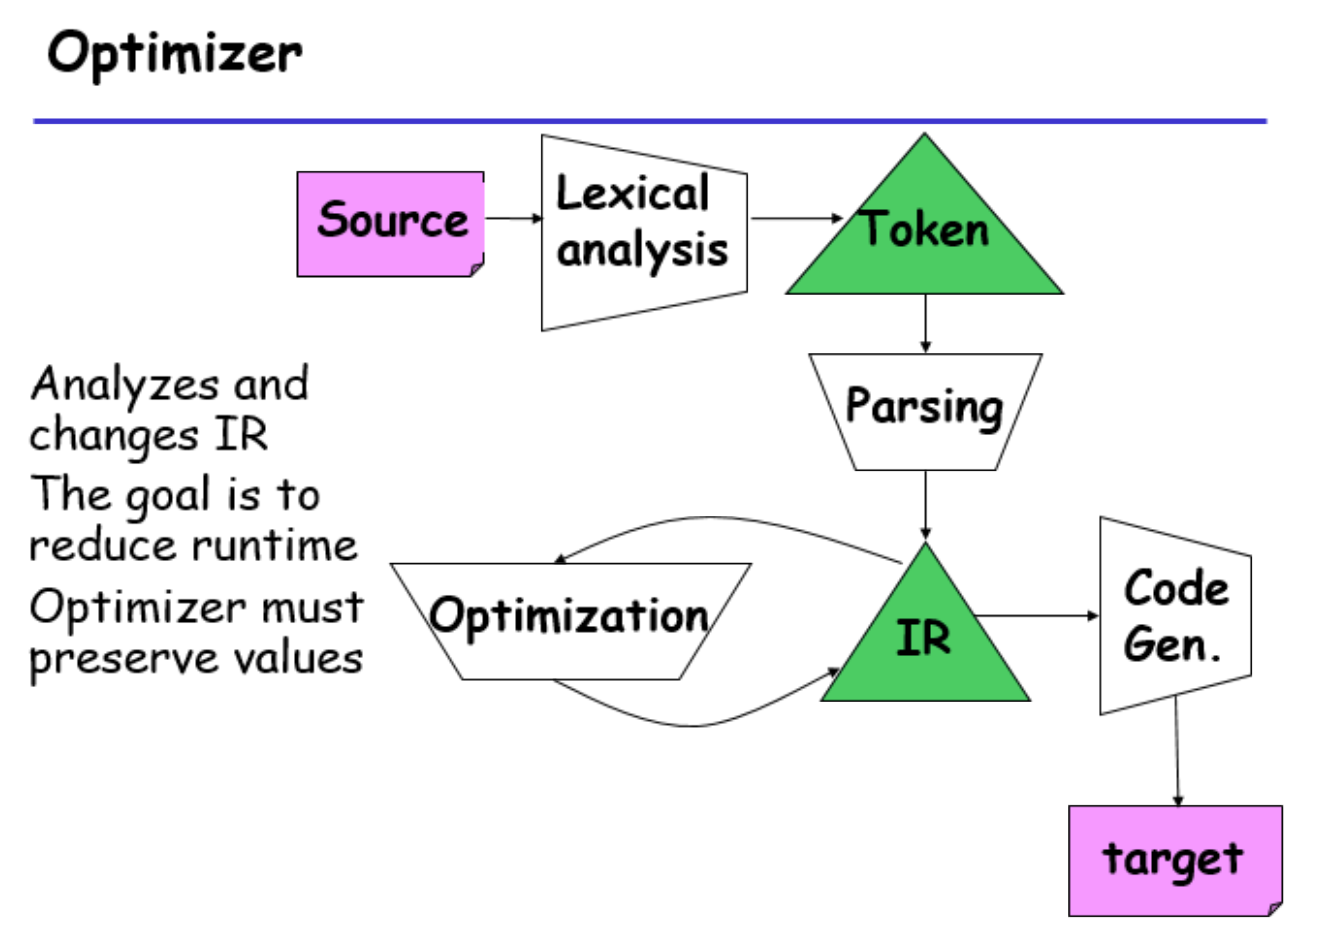 Optimizer
Source
Lexical
analysis
Token
Parsing
Analyzes and
changes IR
The goal is to
reduce runtime
Optimizer must
preserve values
Optimization
IR
Code
Gen.
target